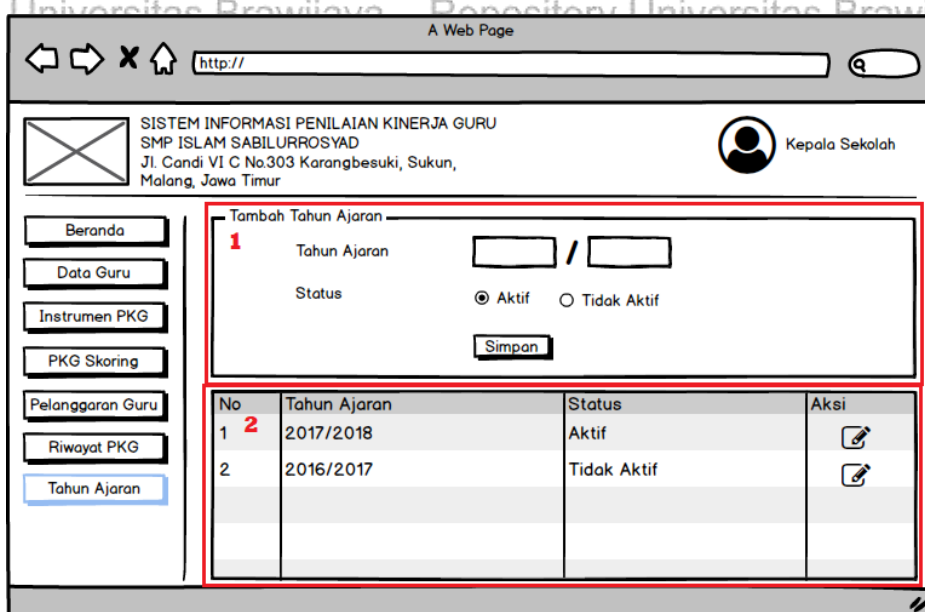 Universitas Brawijaya Repository Universitas Braw
A Web Page
http://
SISTEM INFORMASI PENILAIAN KINERJA GURU
SMP ISLAM SABILURROSYAD
Jl. Candi VI C No.303 Karangbesuki, Sukun,
Malang, Jawa Timur
Kepala Sekolah
Beranda
Data Guru
Instrumen PKG
PKG Skoring
Pelanggaran Guru
Riwayat PKG
Tahun Ajaran
Tambah Tahun Ajaran
1
Tahun Ajaran /
Status Aktif Tidak Aktif
Simpan
2
No Tahun Ajaran Status Aksi
1 2017/2018 Aktif
2 2016/2017 Tidak Aktif